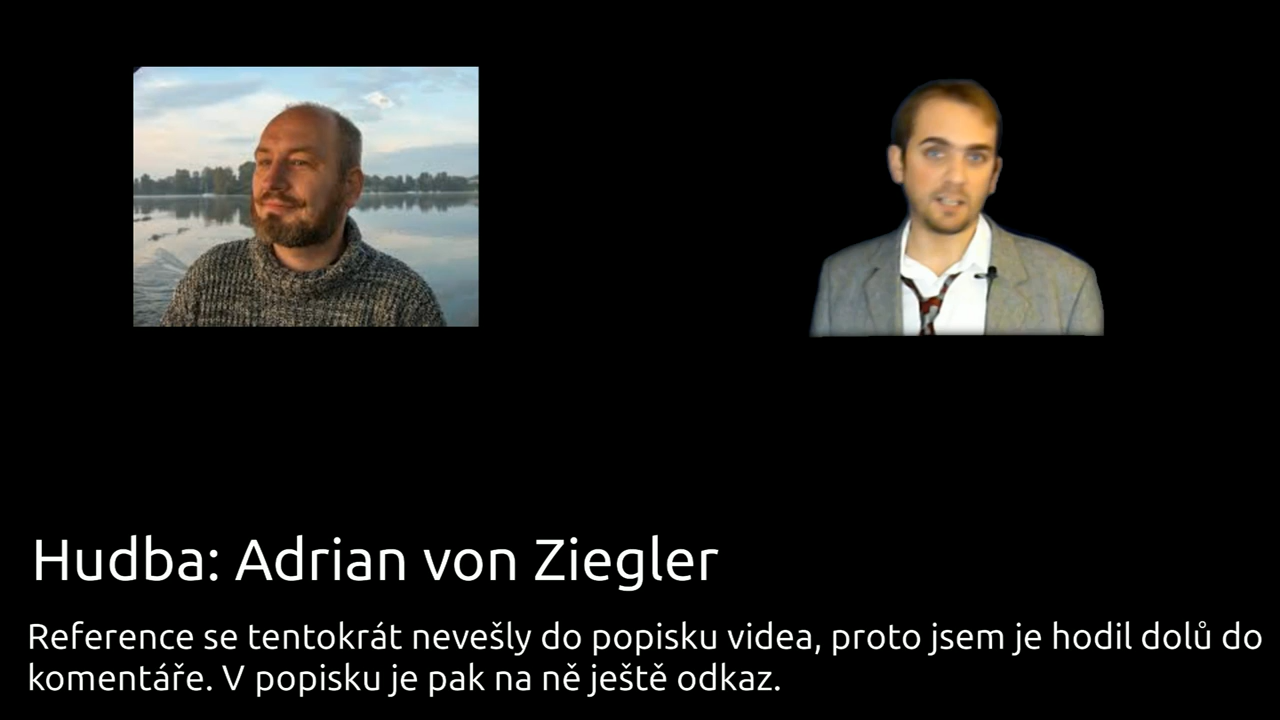 Hudba: Adrian von Ziegler
Reference se tentokrát nevešly do popisku videa, proto jsem je hodil dolů do
komentáře. V popisku je pak na ně ještě odkaz.